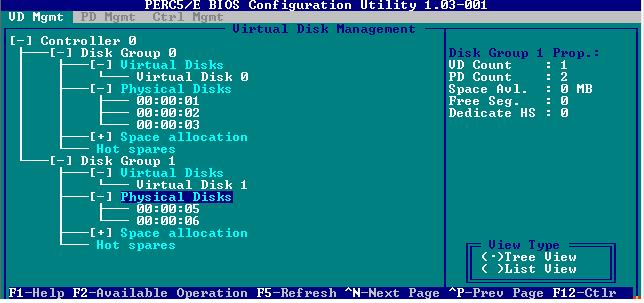 PERC5/E BIOS Configuration Utility 1.03-001
VD Mgmt PD Mgmt Ctrl Mgmt
Virtual Disk Management
[-] Controller 0
[-] Disk Group 0
[-] Virtual Disks
Virtual Disk 0
[-] Physical Disks
00:00:01
00:00:02
00:00:03
[+] Space allocation
Hot spares
[-] Disk Group 1
[-] Virtual Disks
Virtual Disk 1
[-] Physical Disks
00:00:05
00:00:06
[+] Space allocation
Hot spares
Disk Group 1 Prop.:
VD Count : 1
PD Count : 2
Space Avl. : 0 MB
Free Seg. : 0
Dedicate HS : 0
View Type
(·)Tree View
( )List View
F1-Help F2-Available Operation F5-Refresh ^N-Next Page ^P-Prev Page F12-Ctlr